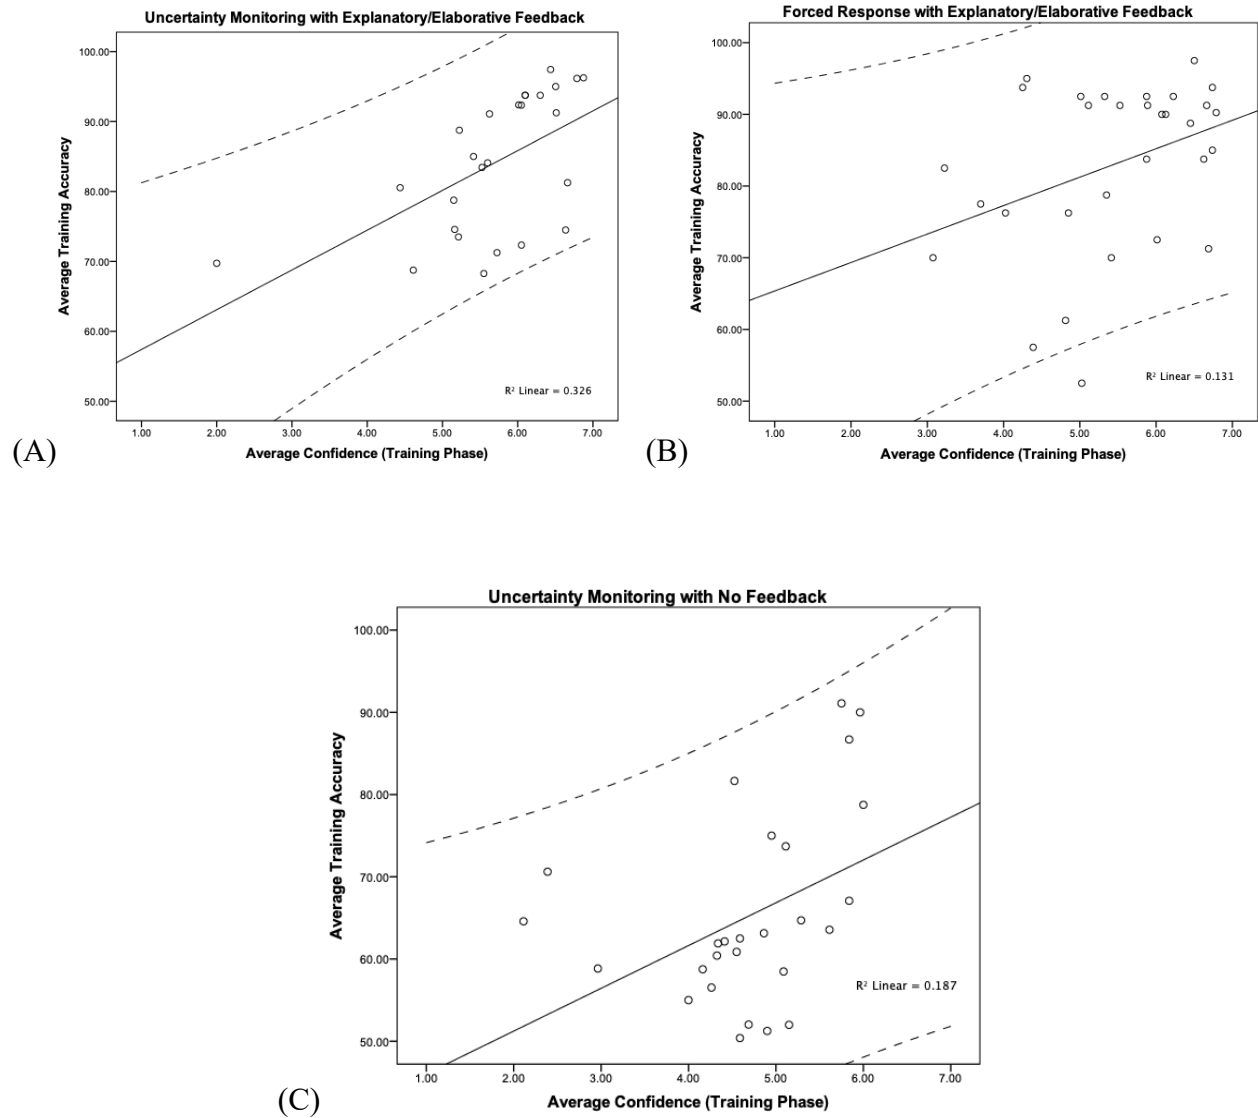 Uncertainty Monitoring with Explanatory/Elaborative Feedback
100.00
90.00
80.00
70.00
60.00
50.00
Average Training Accuracy
R² Linear = 0.326
1.00 2.00 3.00 4.00 5.00 6.00 7.00
Average Confidence (Training Phase)
(A)
Forced Response with Explanatory/Elaborative Feedback
100.00
90.00
80.00
70.00
60.00
50.00
Average Training Accuracy
R² Linear = 0.131
1.00 2.00 3.00 4.00 5.00 6.00 7.00
Average Confidence (Training Phase)
(B)
Uncertainty Monitoring with No Feedback
100.00
90.00
80.00
70.00
60.00
50.00
Average Training Accuracy
R² Linear = 0.187
1.00 2.00 3.00 4.00 5.00 6.00 7.00
Average Confidence (Training Phase)
(C)